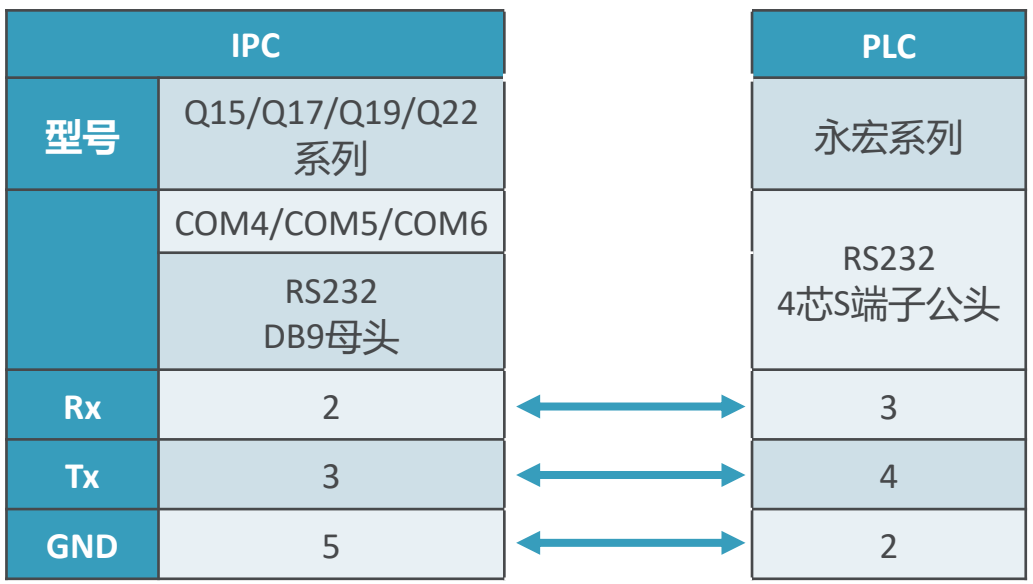 IPC
PLC
型号
Q15/Q17/Q19/Q22
系列
永宏系列
COM4/COM5/COM6
RS232
DB9母头
RS232
4芯S端子公头
Rx
2
3
Tx
3
4
GND
5
2